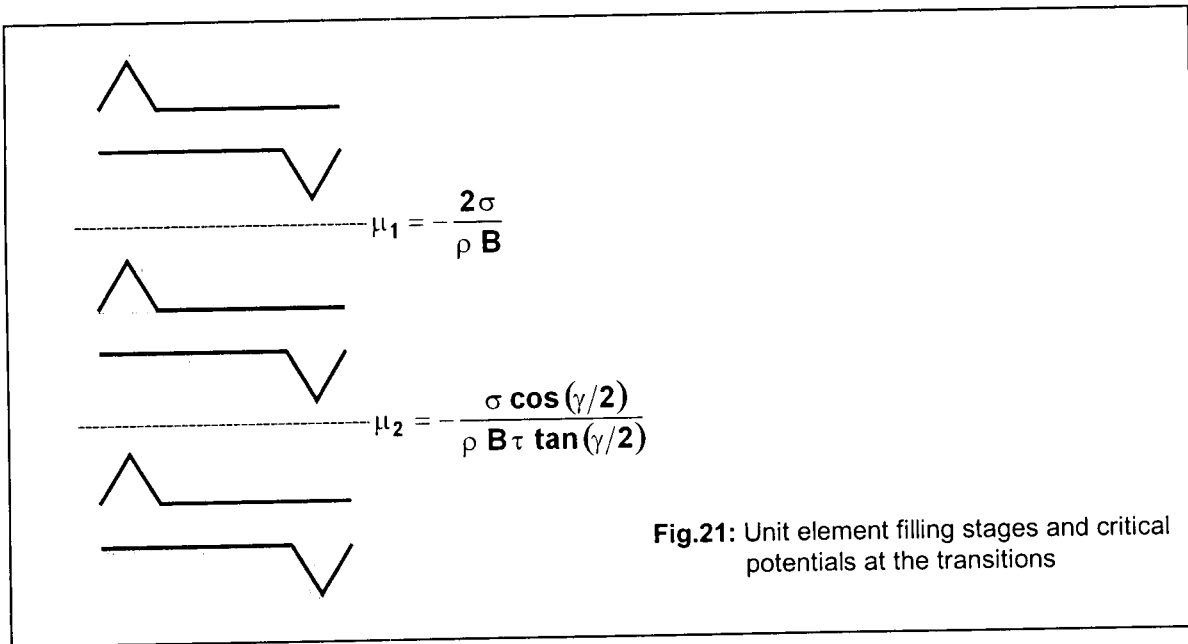 μ₁ = − 2σ / ρ B
μ₂ = − σ cos(γ/2) / ρ B τ tan(γ/2)
Fig.21: Unit element filling stages and critical
potentials at the transitions